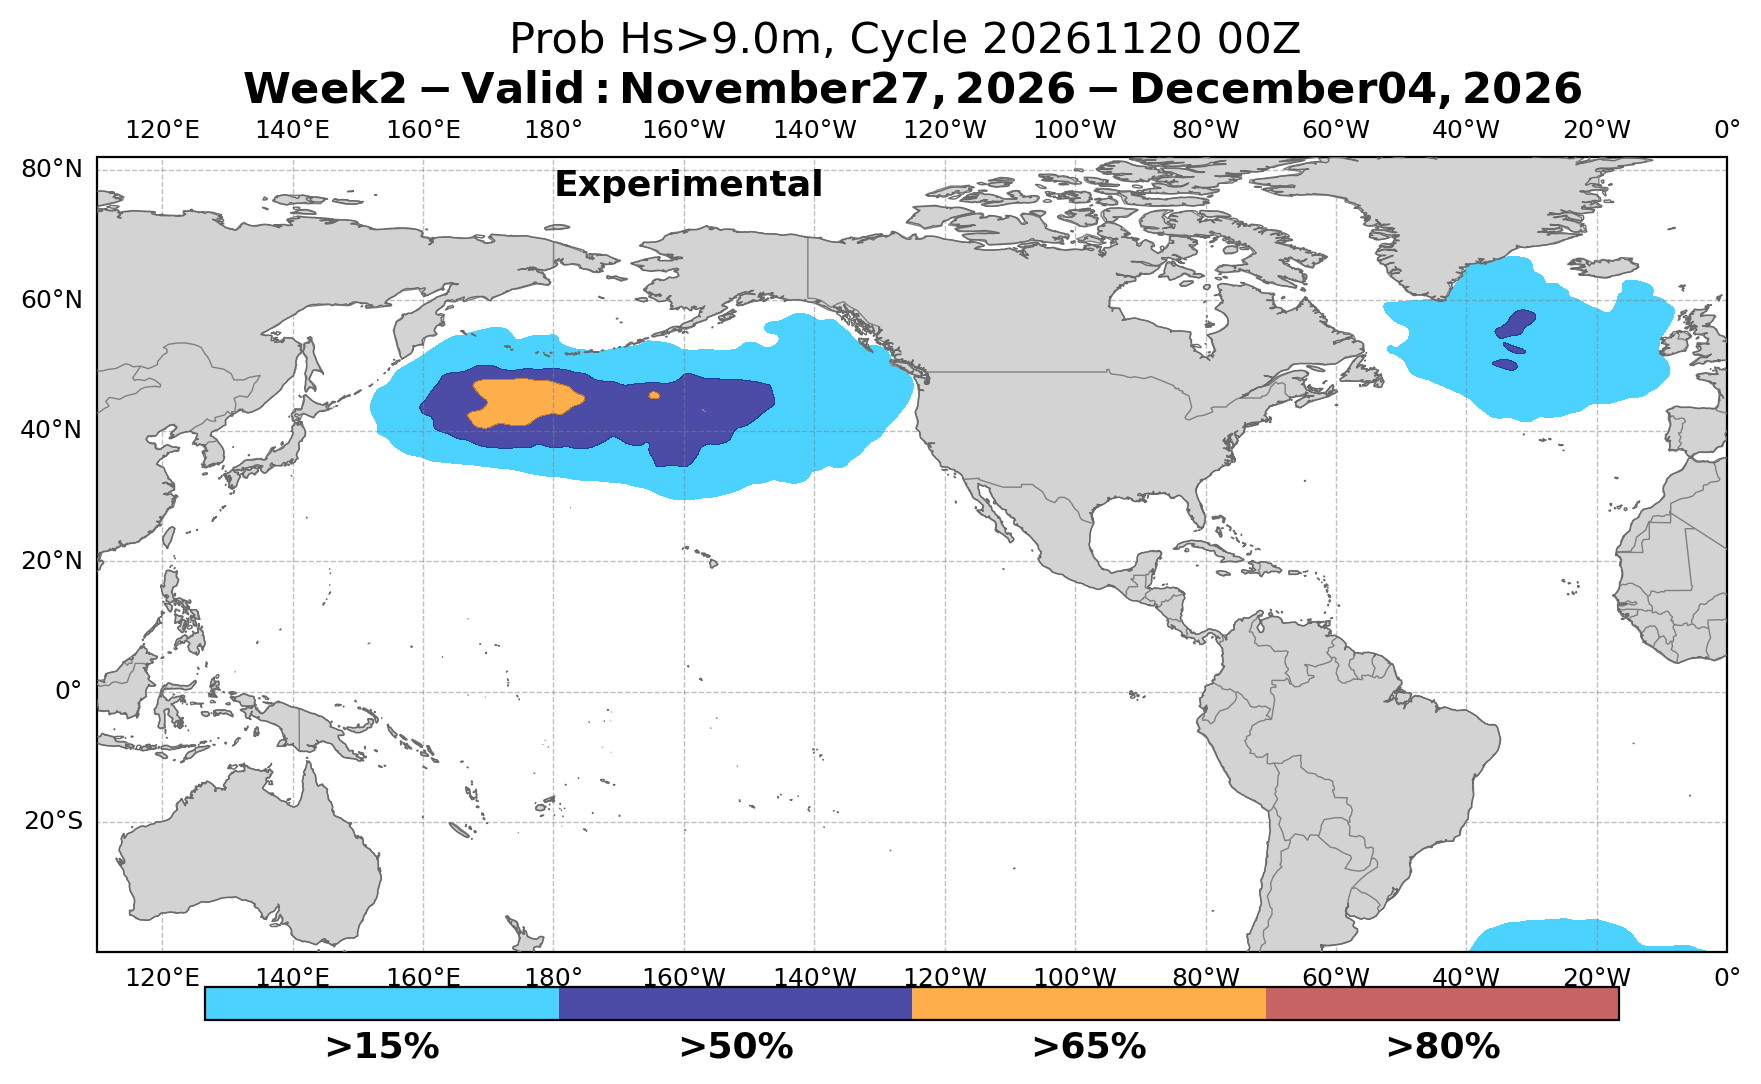 Prob Hs>9.0m, Cycle 20261120 00Z
Week2 − Valid : November27, 2026 − December04, 2026
120°E 140°E 160°E 180° 160°W 140°W 120°W 100°W 80°W 60°W 40°W 20°W 0°
80°N
Experimental
60°N
40°N
20°N
0°
20°S
120°E 140°E 160°E 180° 160°W 140°W 120°W 100°W 80°W 60°W 40°W 20°W 0°
>15% >50% >65% >80%